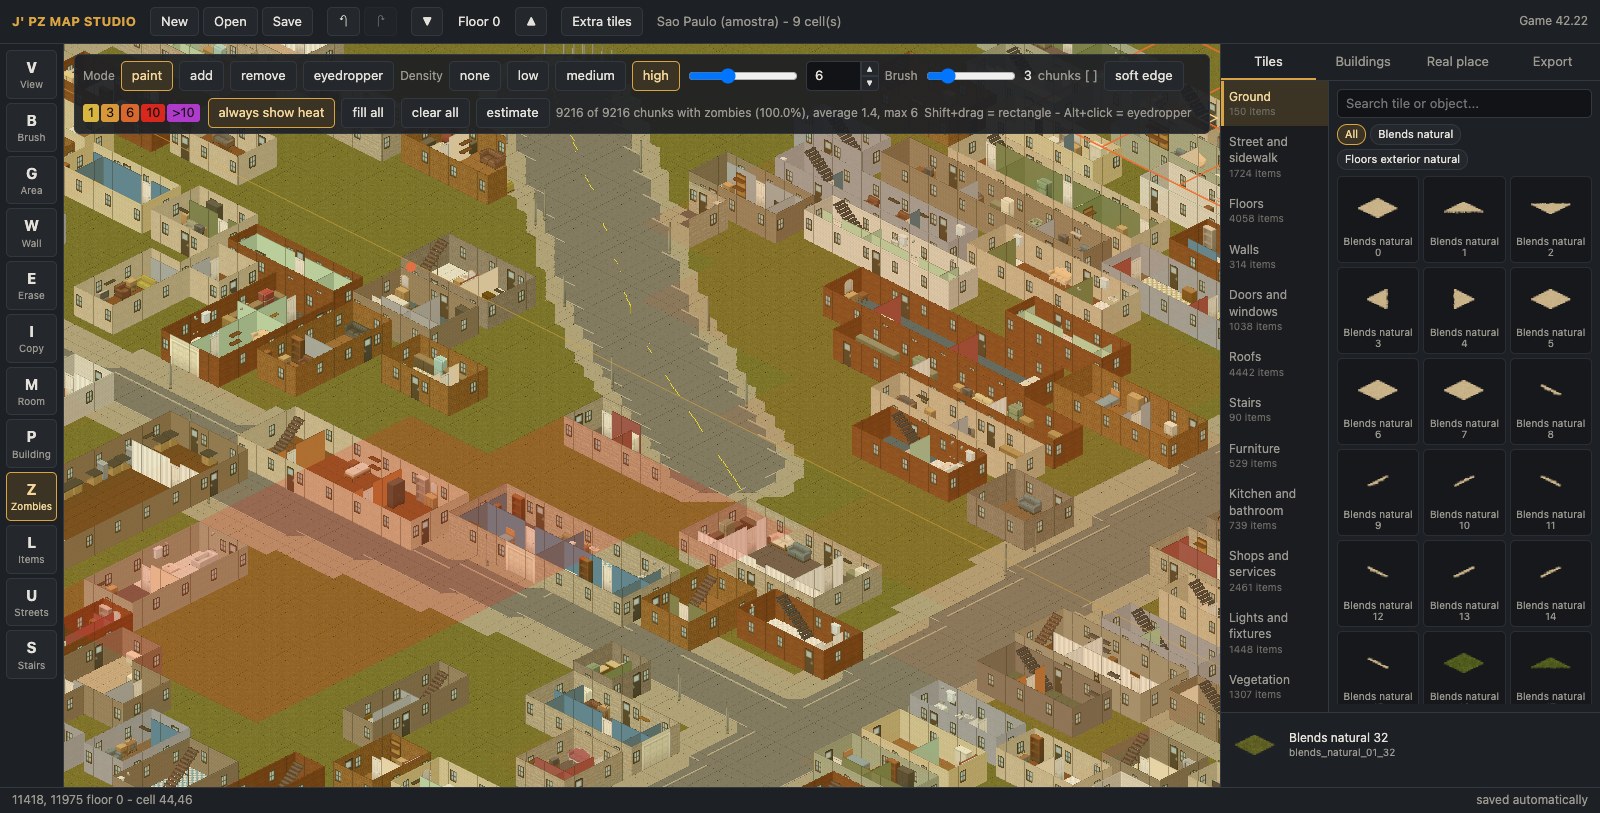 J' PZ MAP STUDIO New Open Save ▼ Floor 0 ▲ Extra tiles Sao Paulo (amostra) - 9 cell(s) Game 42.22
V
View
B
Brush
G
Area
W
Wall
E
Erase
I
Copy
M
Room
P
Building
Z
Zombies
L
Items
U
Streets
S
Stairs
Mode paint add remove eyedropper Density none low medium high 6 Brush 3 chunks [ ] soft edge
1 3 6 10 >10 always show heat fill all clear all estimate 9216 of 9216 chunks with zombies (100.0%), average 1.4, max 6 Shift+drag = rectangle - Alt+click = eyedropper
Tiles Buildings Real place Export
Ground
150 items
Street and
sidewalk
1724 items
Floors
4058 items
Walls
314 items
Doors and
windows
1038 items
Roofs
4442 items
Stairs
90 items
Furniture
529 items
Kitchen and
bathroom
739 items
Shops and
services
2461 items
Lights and
fixtures
1448 items
Vegetation
1307 items
Search tile or object...
All Blends natural
Floors exterior natural
Blends natural
0
Blends natural
1
Blends natural
2
Blends natural
3
Blends natural
4
Blends natural
5
Blends natural
6
Blends natural
7
Blends natural
8
Blends natural
9
Blends natural
10
Blends natural
11
Blends natural
12
Blends natural
13
Blends natural
14
Blends natural
Blends natural
Blends natural
Blends natural 32
blends_natural_01_32
11418, 11975 floor 0 - cell 44,46
saved automatically